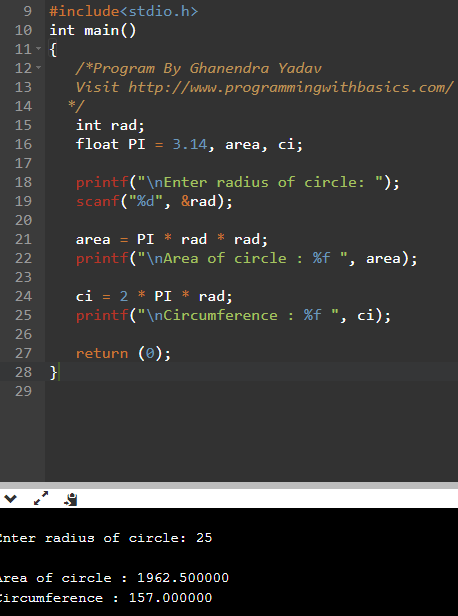 9 #include<stdio.h>
10 int main()
11 {
12 /*Program By Ghanendra Yadav
13 Visit http://www.programmingwithbasics.com/
14 */
15 int rad;
16 float PI = 3.14, area, ci;
17
18 printf("\nEnter radius of circle: ");
19 scanf("%d", &rad);
20
21 area = PI * rad * rad;
22 printf("\nArea of circle : %f ", area);
23
24 ci = 2 * PI * rad;
25 printf("\nCircumference : %f ", ci);
26
27 return (0);
28 }
29
Enter radius of circle: 25
Area of circle : 1962.500000
Circumference : 157.000000